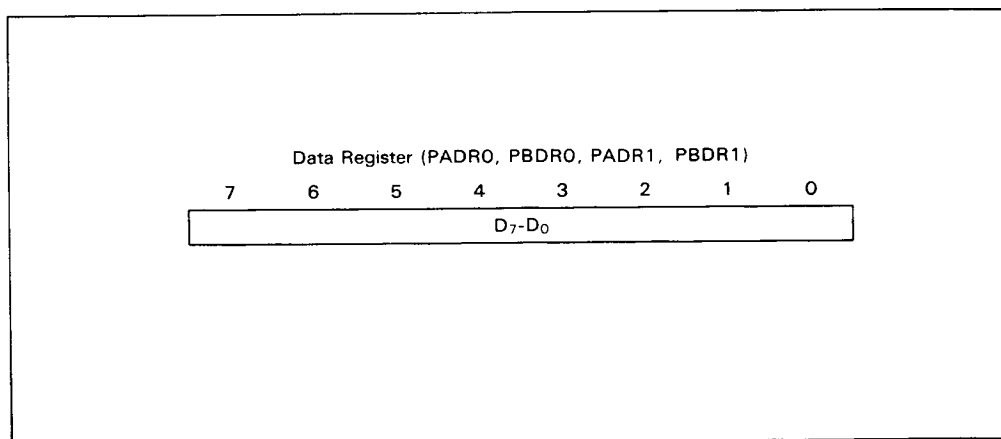 Data Register (PADR0, PBDR0, PADR1, PBDR1)
7 6 5 4 3 2 1 0
D₇-D₀